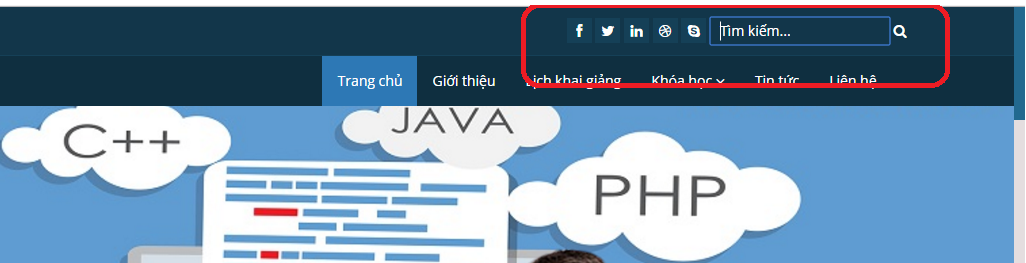 Tìm kiếm...
Trang chủ Giới thiệu Lịch khai giảng Khóa học Tin tức Liên hệ
JAVA
C++
PHP